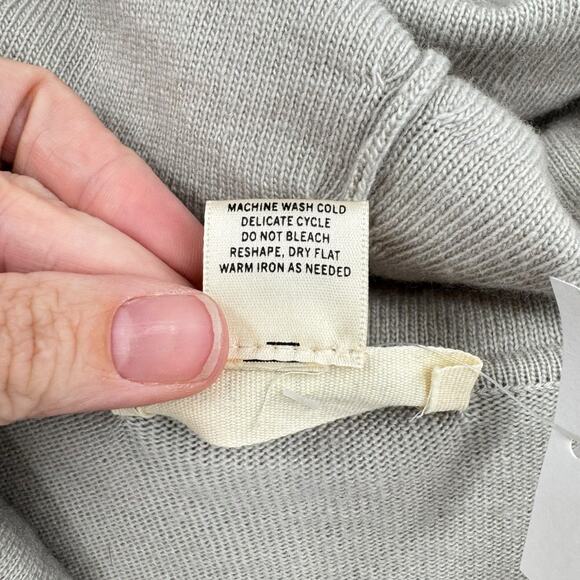 MACHINE WASH COLD
DELICATE CYCLE
DO NOT BLEACH
RESHAPE, DRY FLAT
WARM IRON AS NEEDED